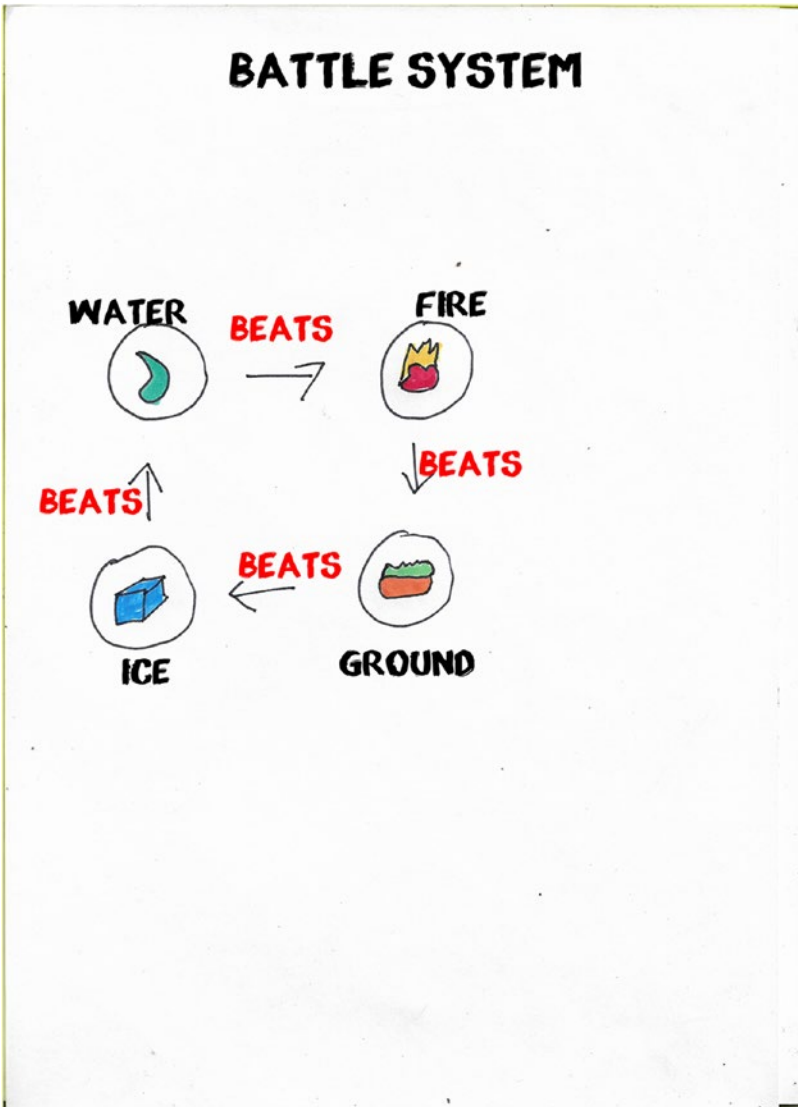 BATTLE SYSTEM
WATER
BEATS
FIRE
BEATS
BEATS
BEATS
ICE
GROUND